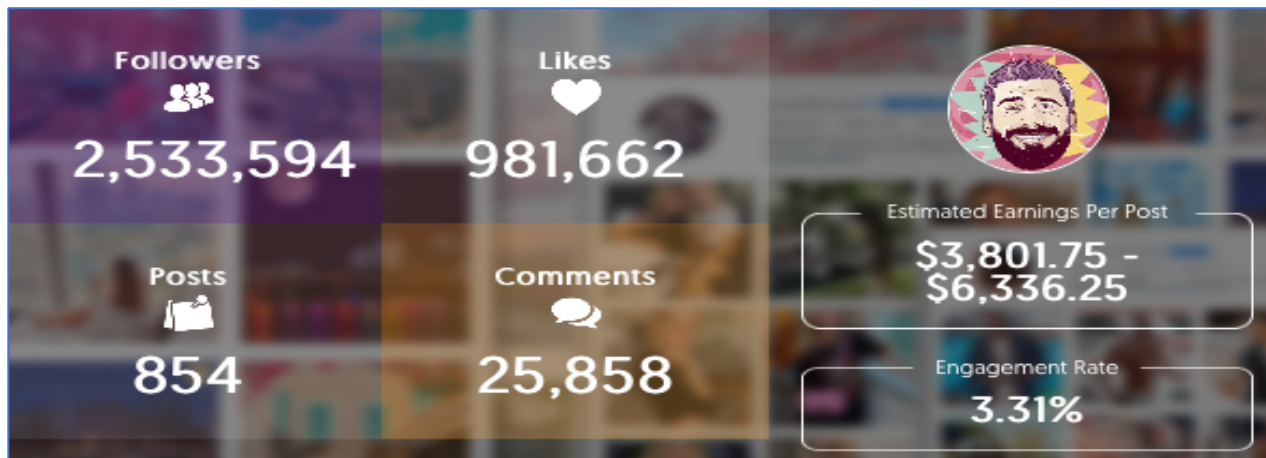 Followers
2,533,594
Likes
981,662
Posts
854
Comments
25,858
Estimated Earnings Per Post
$3,801.75 -
$6,336.25
Engagement Rate
3.31%